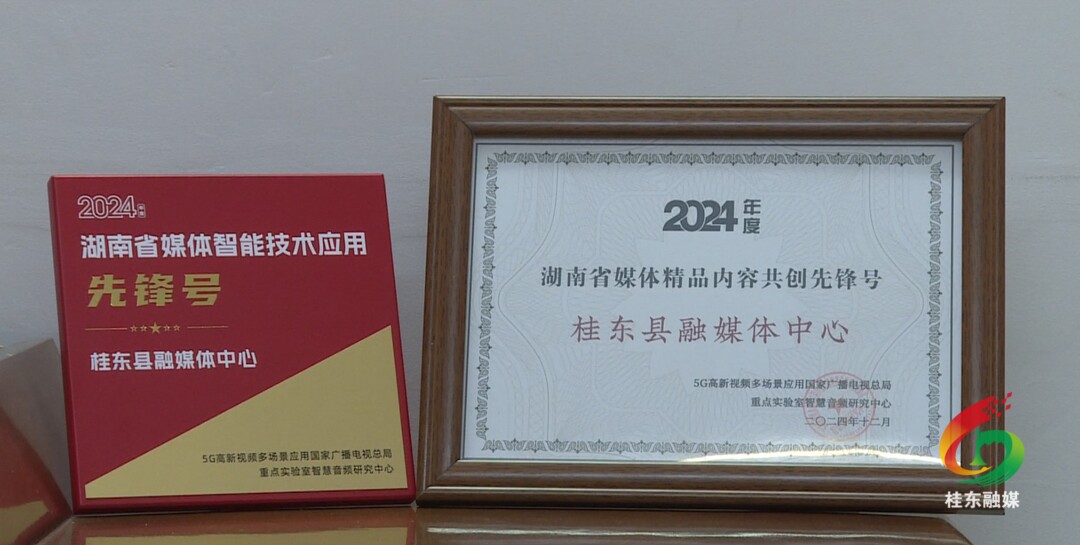 2024年度
湖南省媒体智能技术应用
先锋号
桂东县融媒体中心
5G高新视频多场景应用国家广播电视总局
重点实验室智慧音频研究中心
2024年度
湖南省媒体精品内容共创先锋号
桂东县融媒体中心
5G高新视频多场景应用国家广播电视总局
重点实验室智慧音频研究中心
二〇二四年十二月
桂东融媒